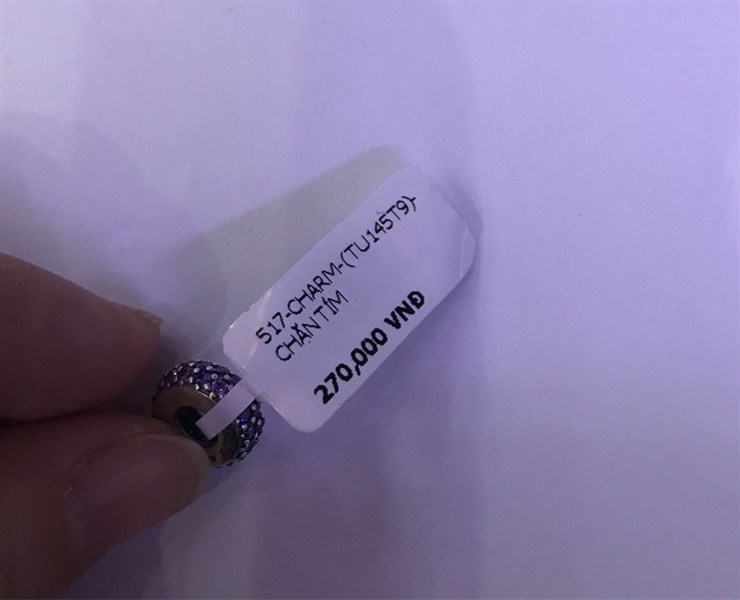 517-CHARM-(TU145T9)-
CHẶN TÍM
270,000 VNĐ